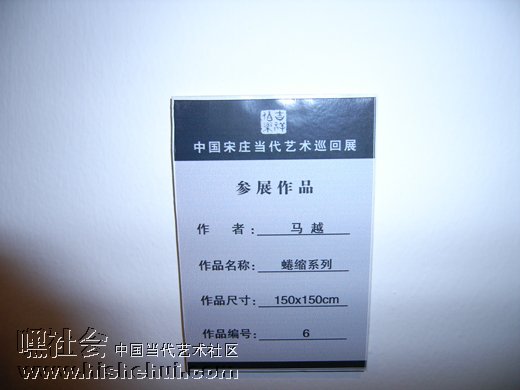 中国宋庄当代艺术巡回展
参展作品
作 者： 马越
作品名称： 蜷缩系列
作品尺寸： 150x150cm
作品编号： 6
嘿社会 中国当代艺术社区
www.hishehui.com